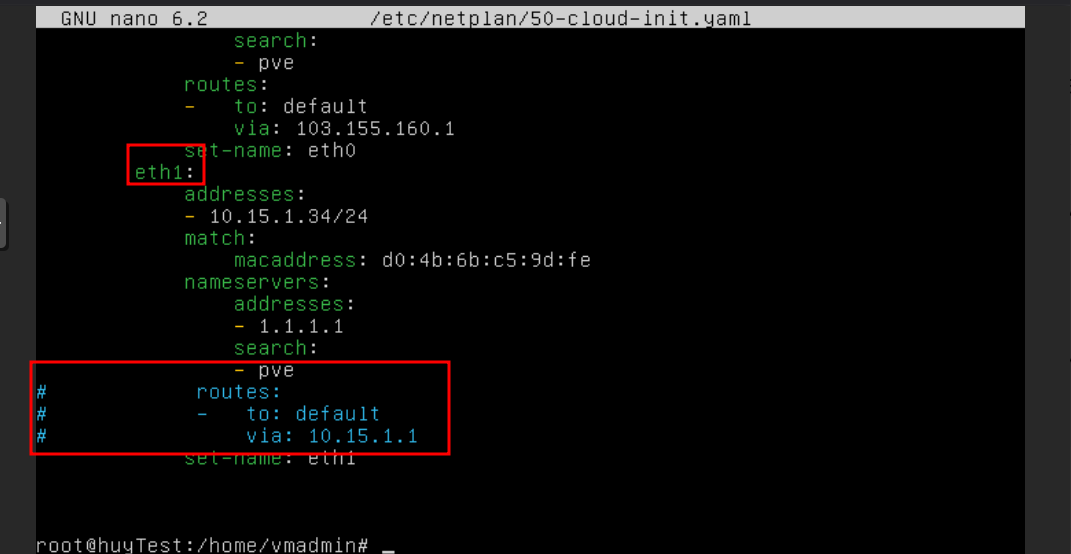 GNU nano 6.2 /etc/netplan/50-cloud-init.yaml
search:
- pve
routes:
- to: default
via: 103.155.160.1
set-name: eth0
eth1:
addresses:
- 10.15.1.34/24
match:
macaddress: d0:4b:6b:c5:9d:fe
nameservers:
addresses:
- 1.1.1.1
search:
- pve
# routes:
# - to: default
# via: 10.15.1.1
set-name: eth1
root@huyTest:/home/vmadmin# _